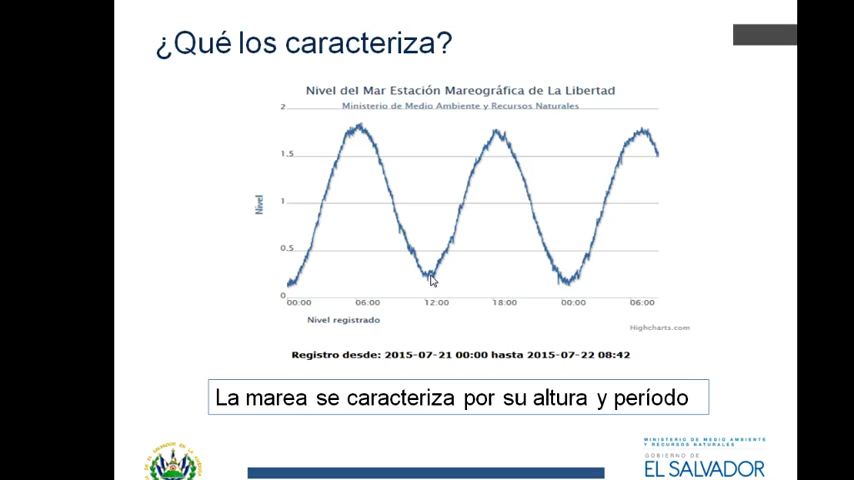 ¿Qué los caracteriza?
Nivel del Mar Estación Mareográfica de La Libertad
Ministerio de Medio Ambiente y Recursos Naturales
2
1.5
1
0.5
0
Nivel
00:00 06:00 12:00 18:00 00:00 06:00
Nivel registrado
Highcharts.com
Registro desde: 2015-07-21 00:00 hasta 2015-07-22 08:42
La marea se caracteriza por su altura y período
MINISTERIO DE MEDIO AMBIENTE
Y RECURSOS NATURALES
GOBIERNO DE
EL SALVADOR